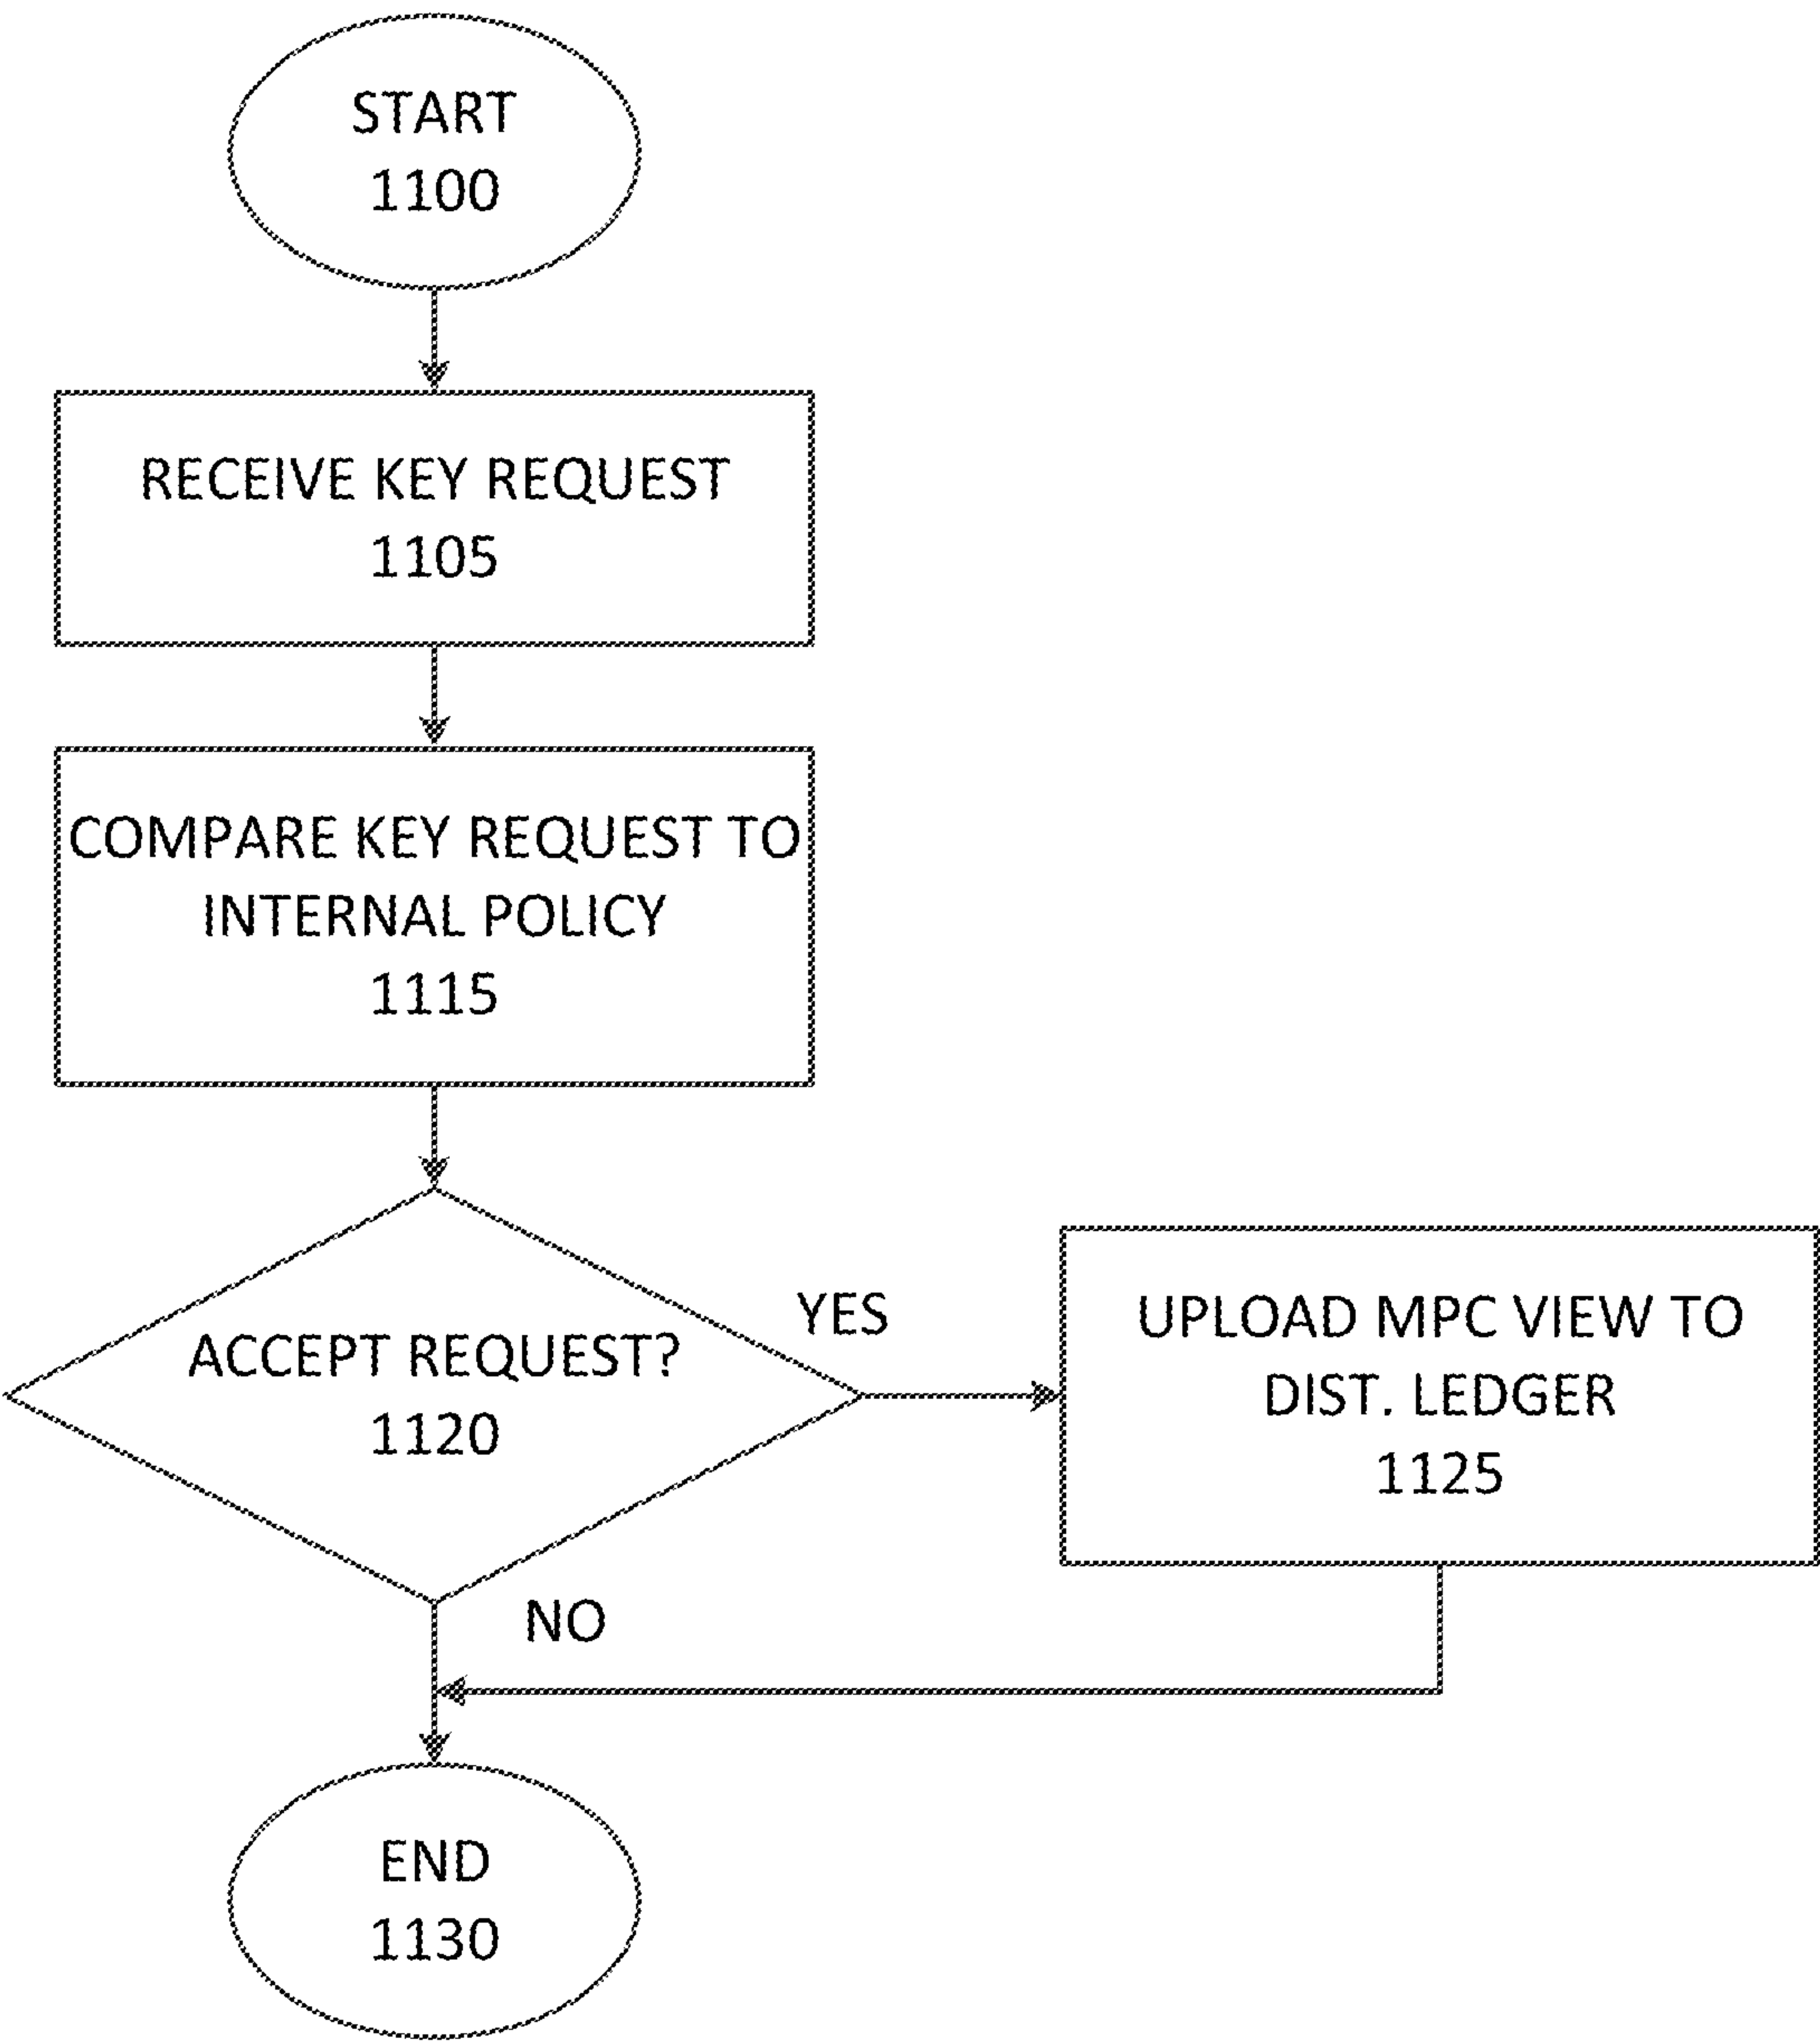 START
1100
RECEIVE KEY REQUEST
1105
COMPARE KEY REQUEST TO
INTERNAL POLICY
1115
ACCEPT REQUEST?
1120
YES
UPLOAD MPC VIEW TO
DIST. LEDGER
1125
NO
END
1130